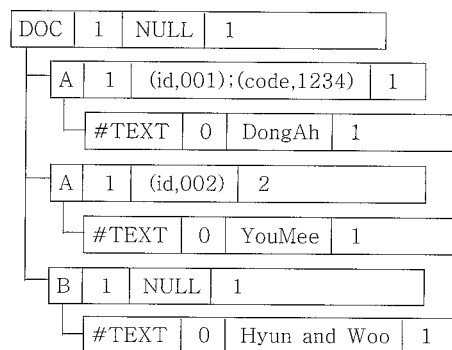 DOC 1 NULL 1
A 1 (id,001);(code,1234) 1
#TEXT 0 DongAh 1
A 1 (id,002) 2
#TEXT 0 YouMee 1
B 1 NULL 1
#TEXT 0 Hyun and Woo 1